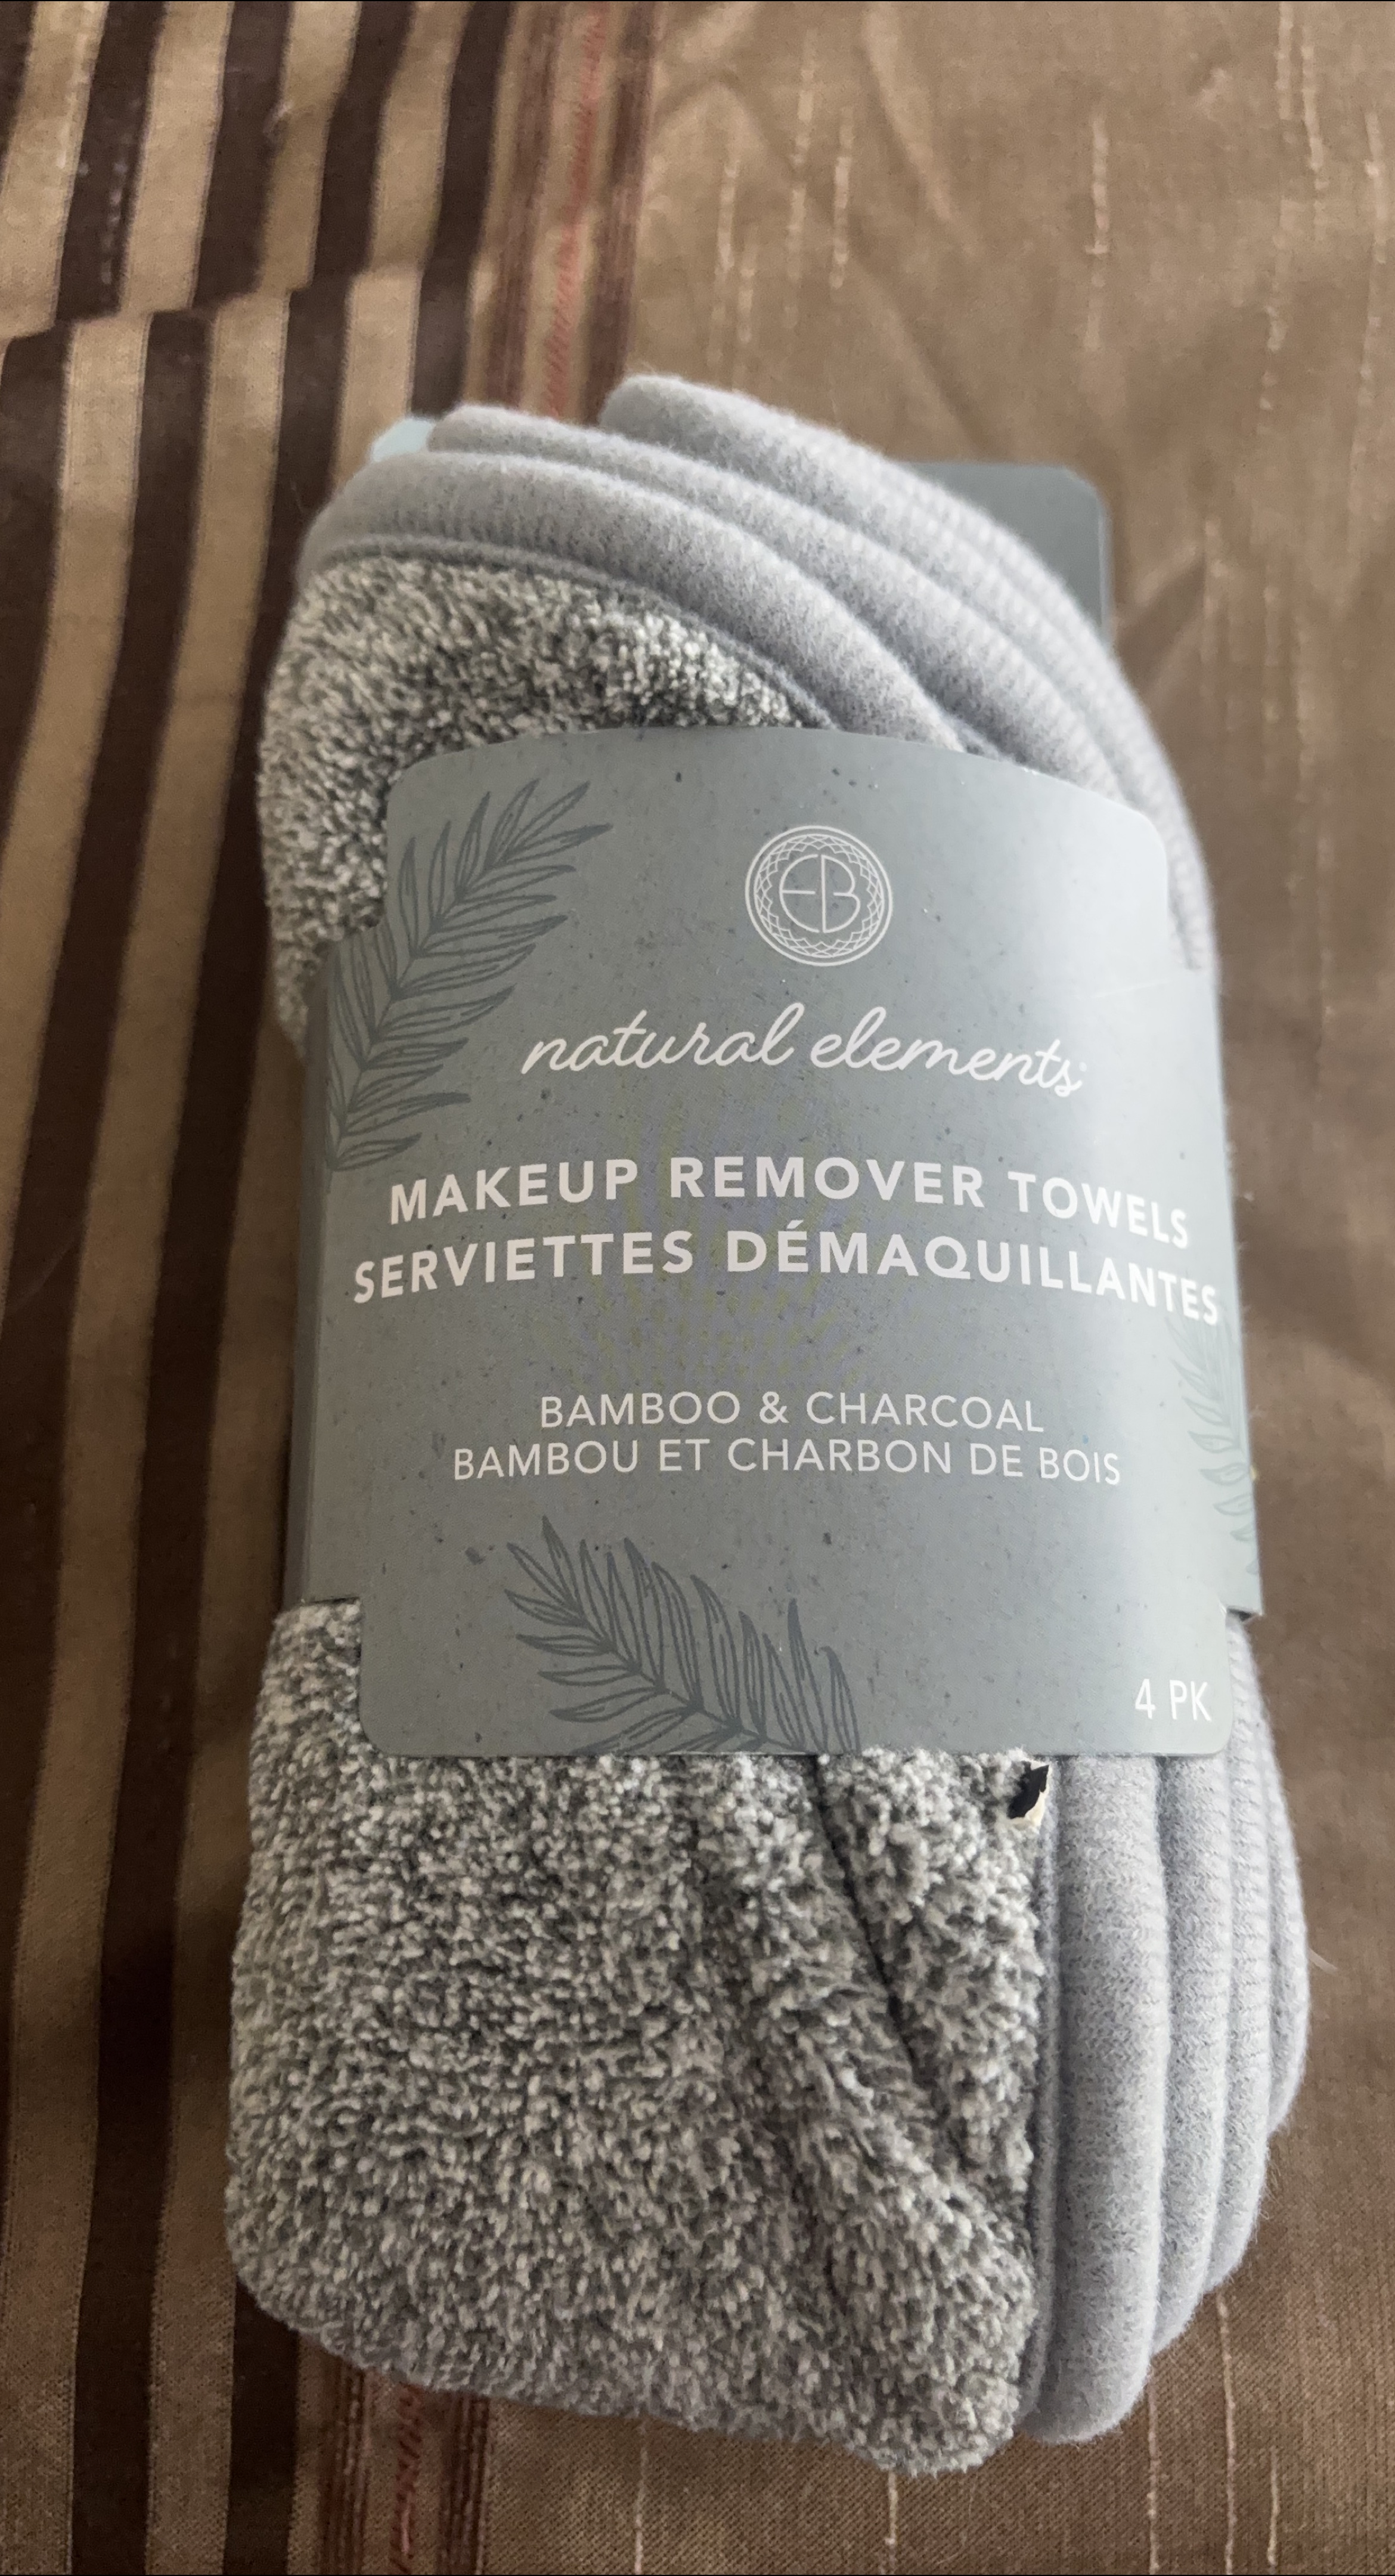 EB
natural elements
MAKEUP REMOVER TOWELS
SERVIETTES DÉMAQUILLANTES
BAMBOO & CHARCOAL
BAMBOU ET CHARBON DE BOIS
4 PK